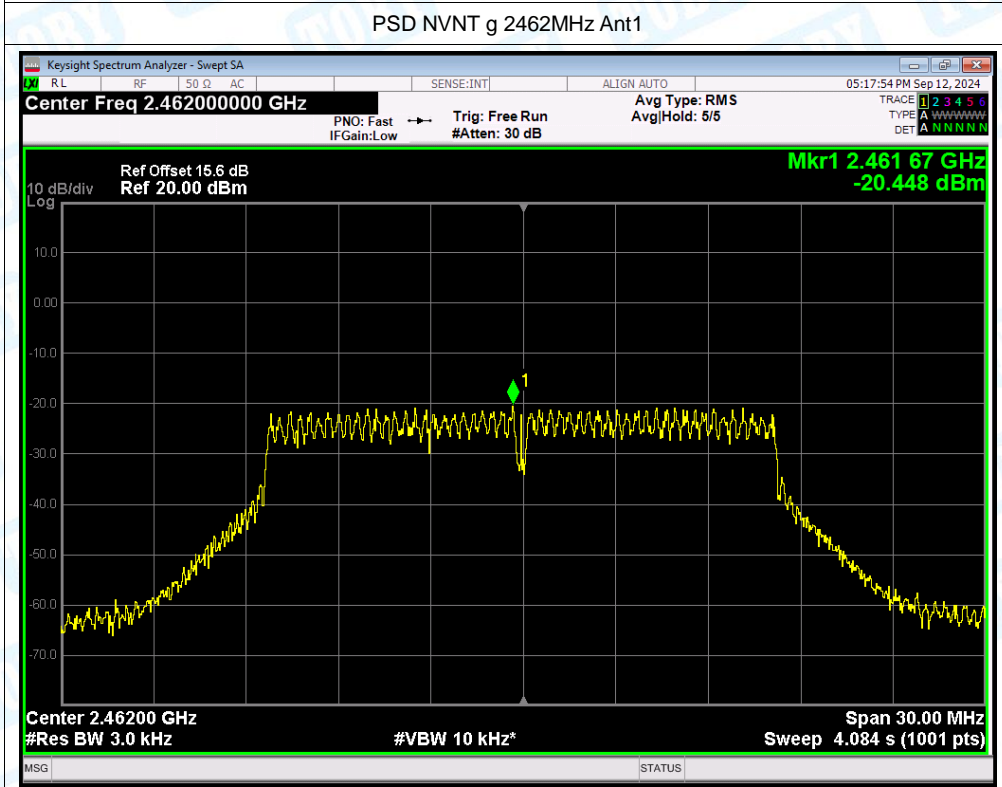 PSD NVNT g 2462MHz Ant1
Keysight Spectrum Analyzer - Swept SA
LXI RL RF 50 Ω AC SENSE:INT ALIGN AUTO 05:17:54 PM Sep 12, 2024
Center Freq 2.462000000 GHz Avg Type: RMS TRACE 1 2 3 4 5 6
PNO: Fast Trig: Free Run Avg|Hold: 5/5 TYPE A WWWWW
IFGain:Low #Atten: 30 dB DET A N N N N N
Mkr1 2.461 67 GHz
Ref Offset 15.6 dB
10 dB/div Ref 20.00 dBm -20.448 dBm
Log
10.0
0.00
-10.0
1
-20.0
-30.0
-40.0
-50.0
-60.0
-70.0
Center 2.46200 GHz Span 30.00 MHz
#Res BW 3.0 kHz #VBW 10 kHz* Sweep 4.084 s (1001 pts)
MSG STATUS